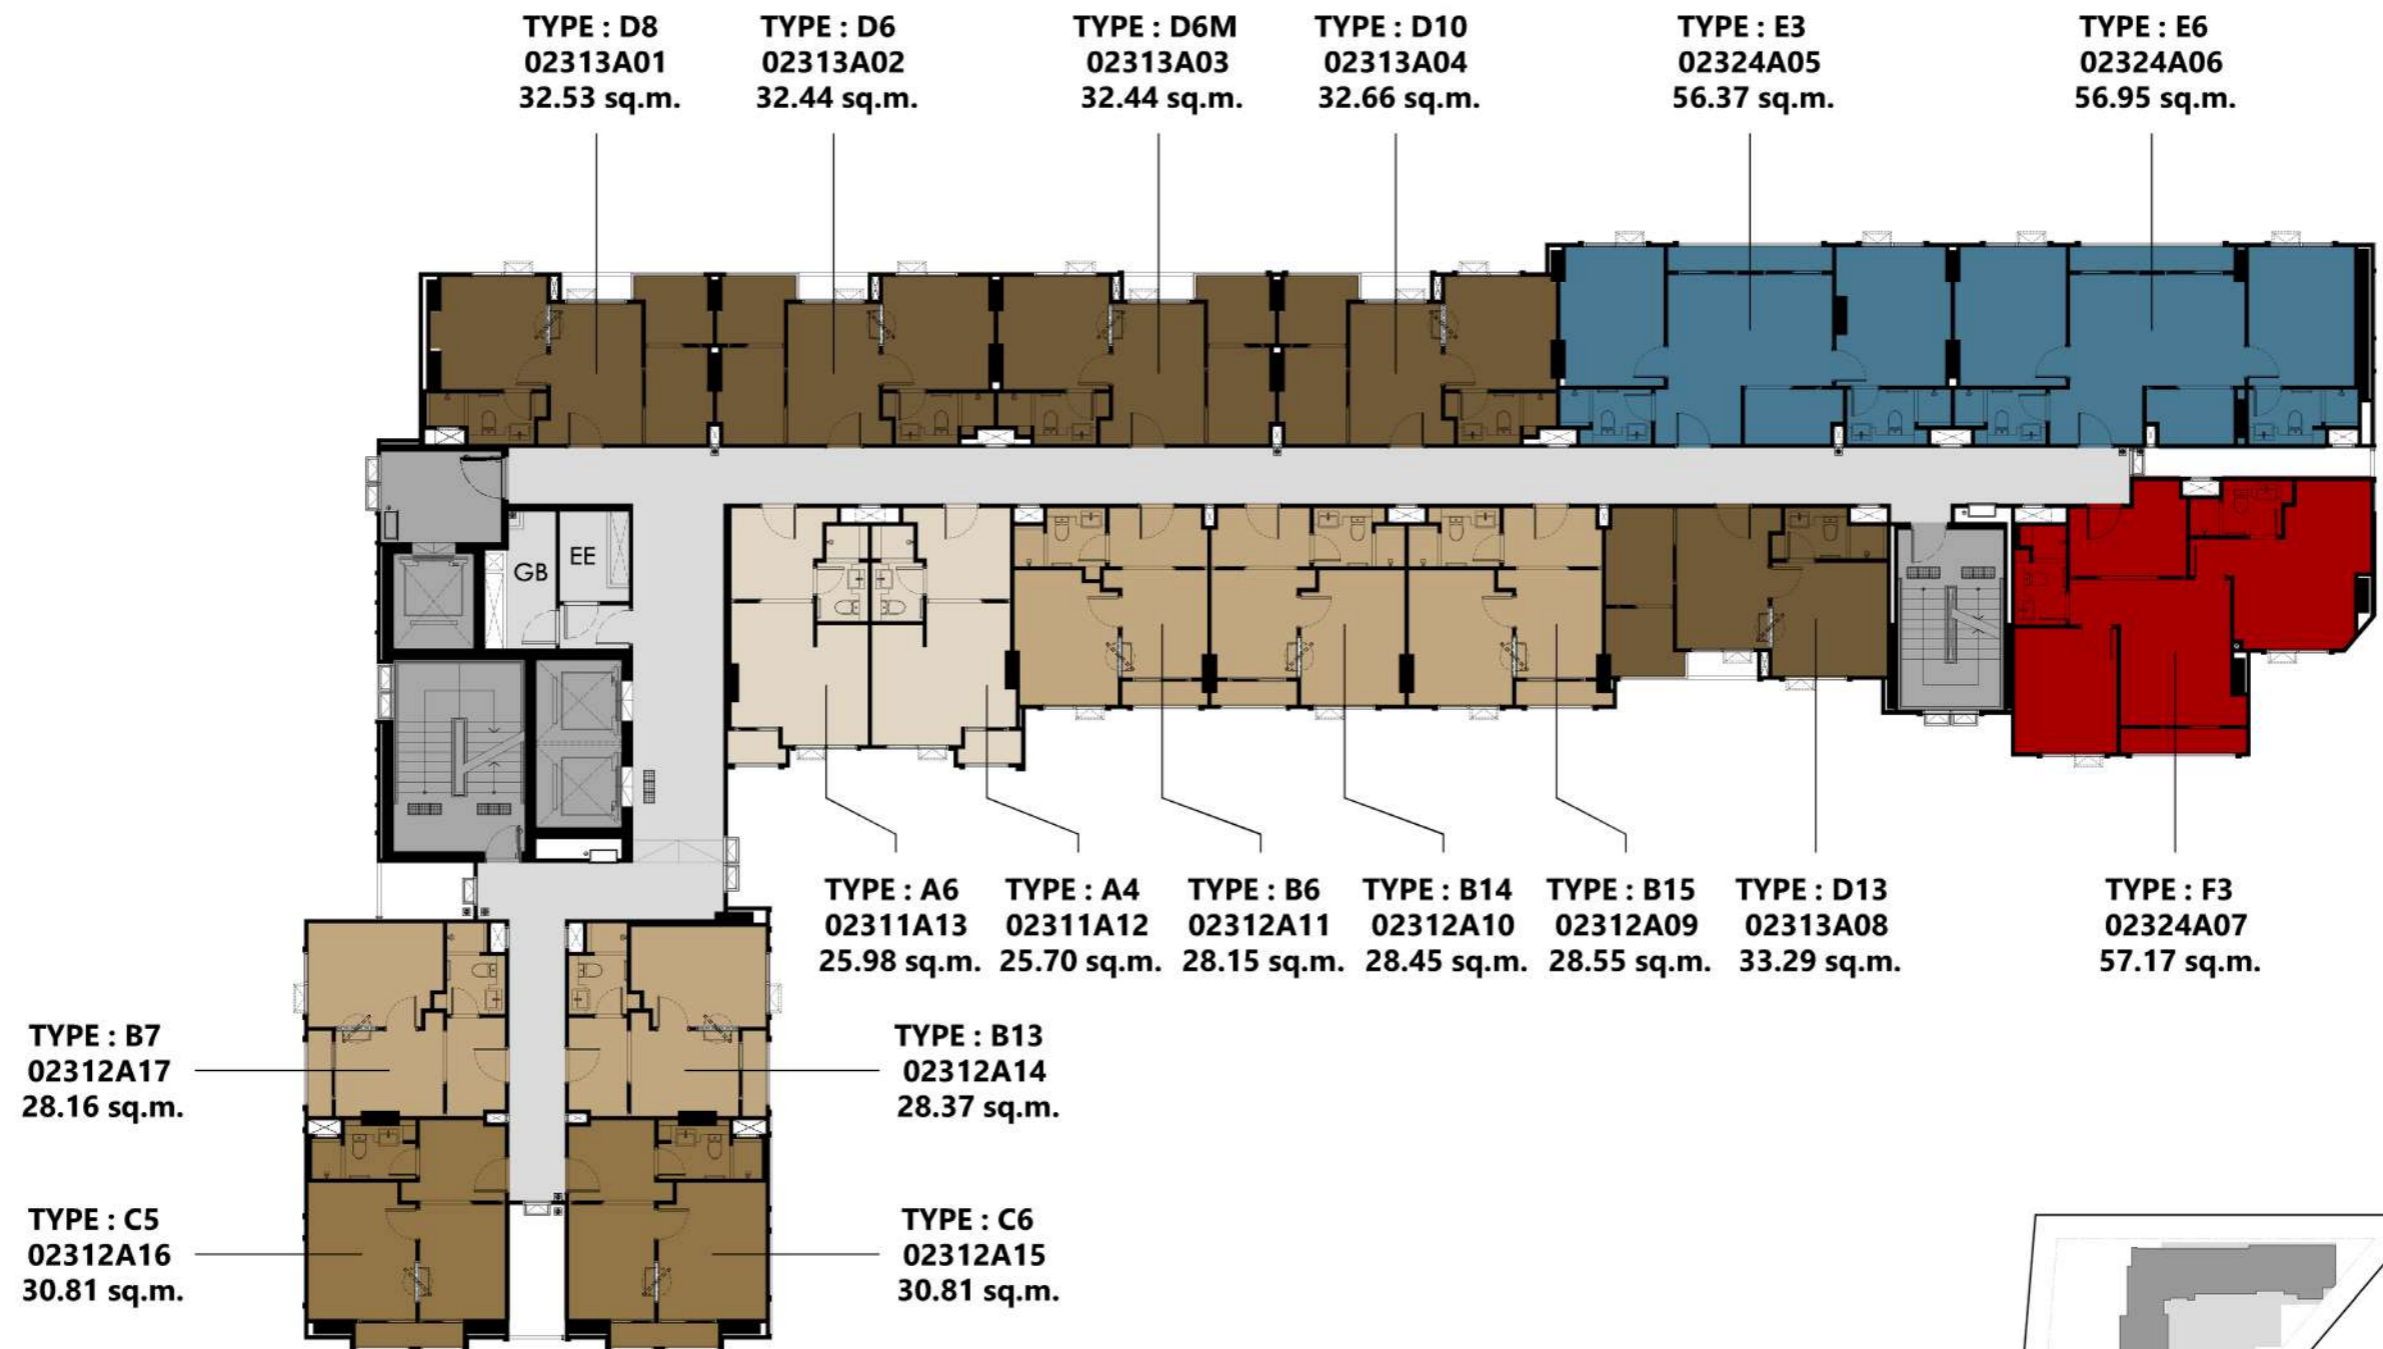 TYPE : D8
02313A01
32.53 sq.m.
TYPE : D6
02313A02
32.44 sq.m.
TYPE : D6M
02313A03
32.44 sq.m.
TYPE : D10
02313A04
32.66 sq.m.
TYPE : E3
02324A05
56.37 sq.m.
TYPE : E6
02324A06
56.95 sq.m.
GB
EE
TYPE : A6
02311A13
25.98 sq.m.
TYPE : A4
02311A12
25.70 sq.m.
TYPE : B6
02312A11
28.15 sq.m.
TYPE : B14
02312A10
28.45 sq.m.
TYPE : B15
02312A09
28.55 sq.m.
TYPE : D13
02313A08
33.29 sq.m.
TYPE : F3
02324A07
57.17 sq.m.
TYPE : B7
02312A17
28.16 sq.m.
TYPE : B13
02312A14
28.37 sq.m.
TYPE : C5
02312A16
30.81 sq.m.
TYPE : C6
02312A15
30.81 sq.m.